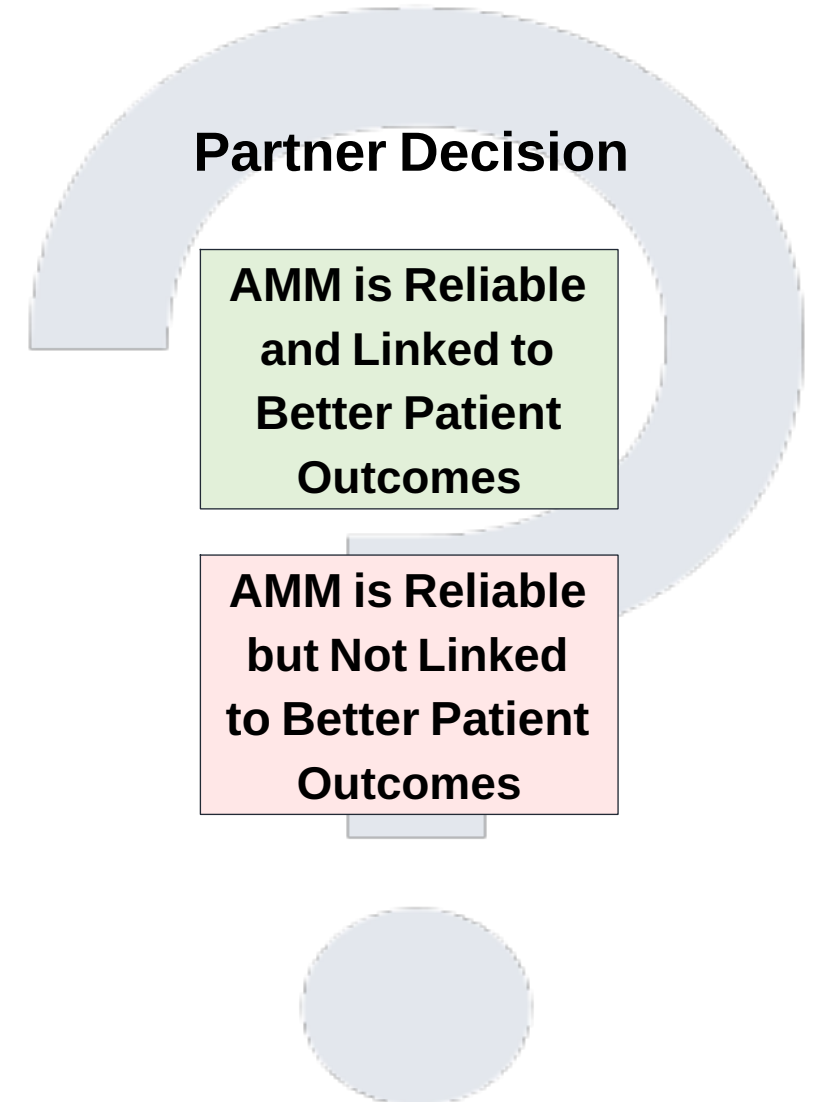 Partner Decision
AMM is Reliable
and Linked to
Better Patient
Outcomes
AMM is Reliable
but Not Linked
to Better Patient
Outcomes